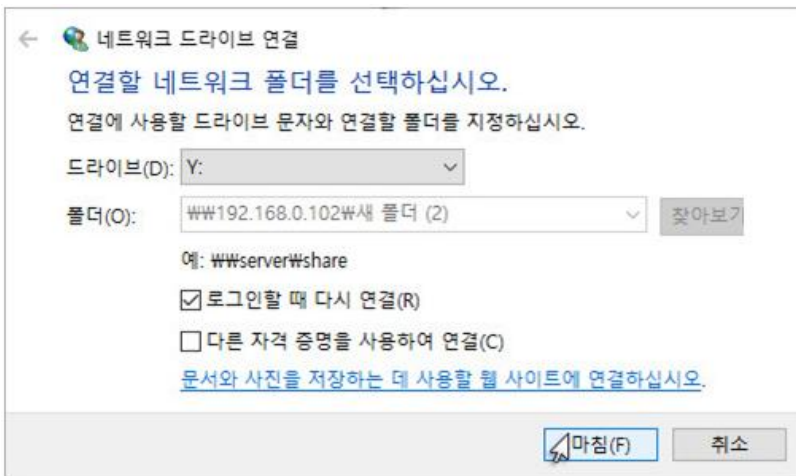 네트워크 드라이브 연결
연결할 네트워크 폴더를 선택하십시오.
연결에 사용할 드라이브 문자와 연결할 폴더를 지정하십시오.
드라이브(D): Y:
폴더(O): ₩₩192.168.0.102₩새 폴더 (2) 찾아보기
예: ₩₩server₩share
로그인할 때 다시 연결(R)
다른 자격 증명을 사용하여 연결(C)
문서와 사진을 저장하는 데 사용할 웹 사이트에 연결하십시오.
마침(F) 취소